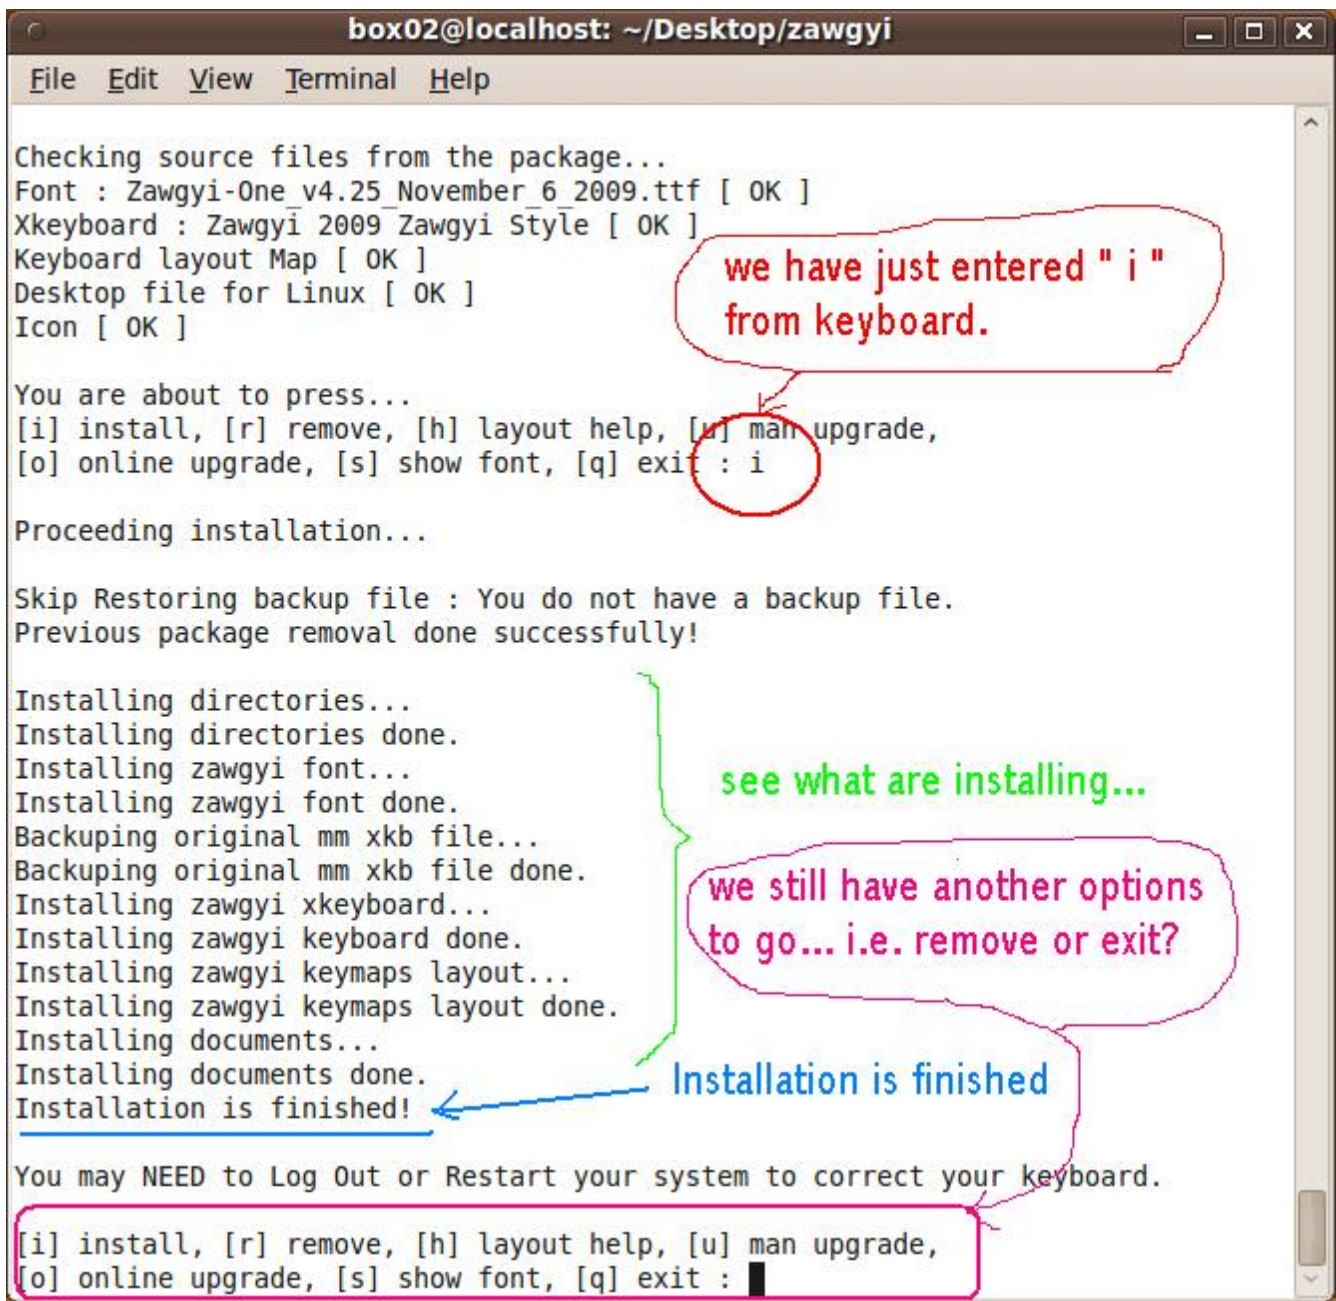 box02@localhost: ~/Desktop/zawgyi
File Edit View Terminal Help
Checking source files from the package...
Font : Zawgyi-One_v4.25_November_6_2009.ttf [ OK ]
Xkeyboard : Zawgyi 2009 Zawgyi Style [ OK ]
Keyboard layout Map [ OK ]
Desktop file for Linux [ OK ]
Icon [ OK ]
we have just entered " i "
from keyboard.
You are about to press...
[i] install, [r] remove, [h] layout help, [u] man upgrade,
[o] online upgrade, [s] show font, [q] exit : i
Proceeding installation...
Skip Restoring backup file : You do not have a backup file.
Previous package removal done successfully!
Installing directories...
Installing directories done.
Installing zawgyi font...
Installing zawgyi font done.
Backuping original mm xkb file...
Backuping original mm xkb file done.
Installing zawgyi xkeyboard...
Installing zawgyi keyboard done.
Installing zawgyi keymaps layout...
Installing zawgyi keymaps layout done.
Installing documents...
Installing documents done.
Installation is finished!
see what are installing...
we still have another options
to go... i.e. remove or exit?
Installation is finished
You may NEED to Log Out or Restart your system to correct your keyboard.
[i] install, [r] remove, [h] layout help, [u] man upgrade,
[o] online upgrade, [s] show font, [q] exit :